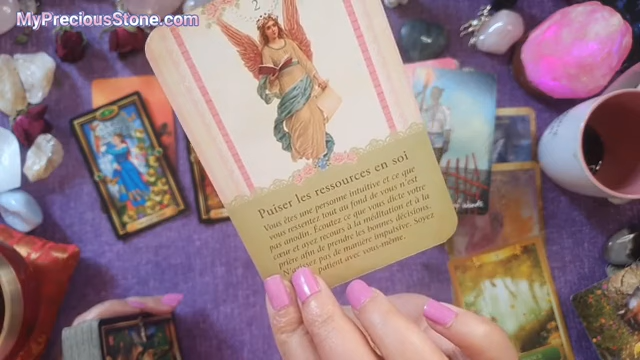 MyPreciousStone.com
2
Puiser les ressources en soi
Vous êtes une personne intuitive et ce que
vous ressentez tout au fond de vous n'est
pas anodin. Écoutez ce que vous dicte votre
cœur et ayez recours à la méditation et à la
prière afin de prendre les bonnes décisions.
N'agissez pas de manière impulsive. Soyez
patient avec vous-même.